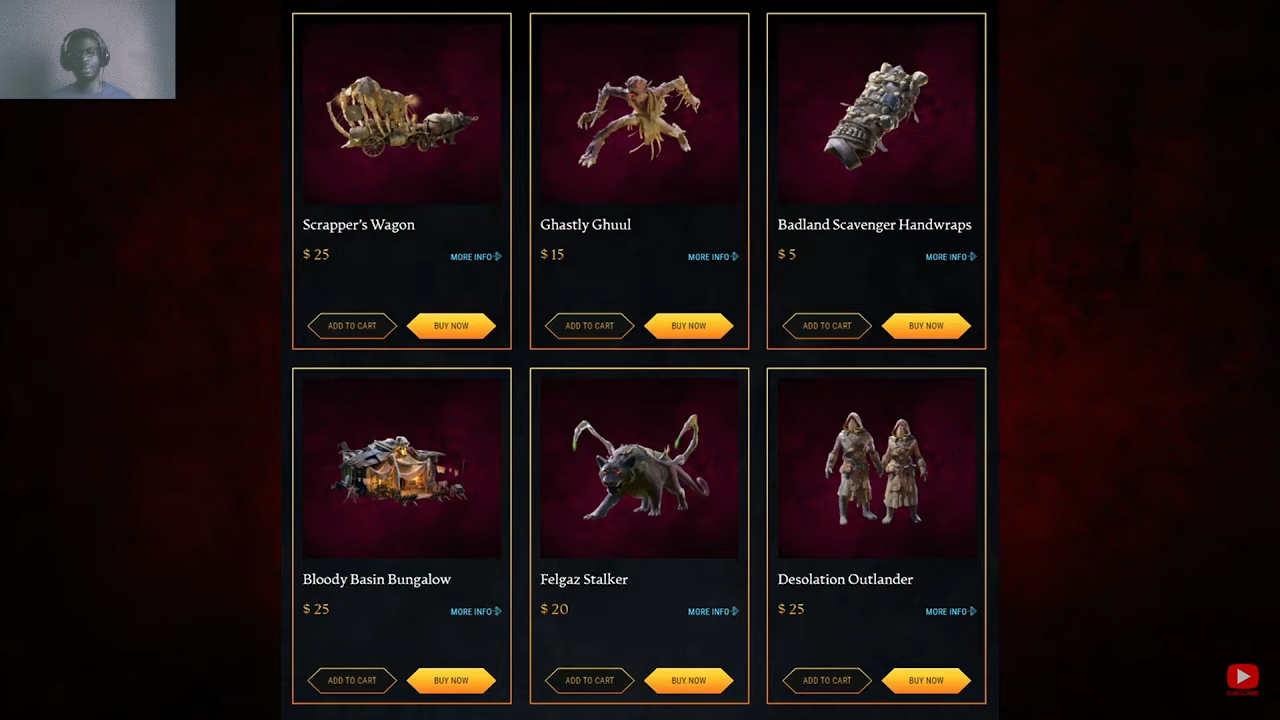 Scrapper's Wagon
$ 25
MORE INFO
ADD TO CART
BUY NOW
Ghastly Ghuul
$ 15
MORE INFO
ADD TO CART
BUY NOW
Badland Scavenger Handwraps
$ 5
MORE INFO
ADD TO CART
BUY NOW
Bloody Basin Bungalow
$ 25
MORE INFO
ADD TO CART
BUY NOW
Felgaz Stalker
$ 20
MORE INFO
ADD TO CART
BUY NOW
Desolation Outlander
$ 25
MORE INFO
ADD TO CART
BUY NOW